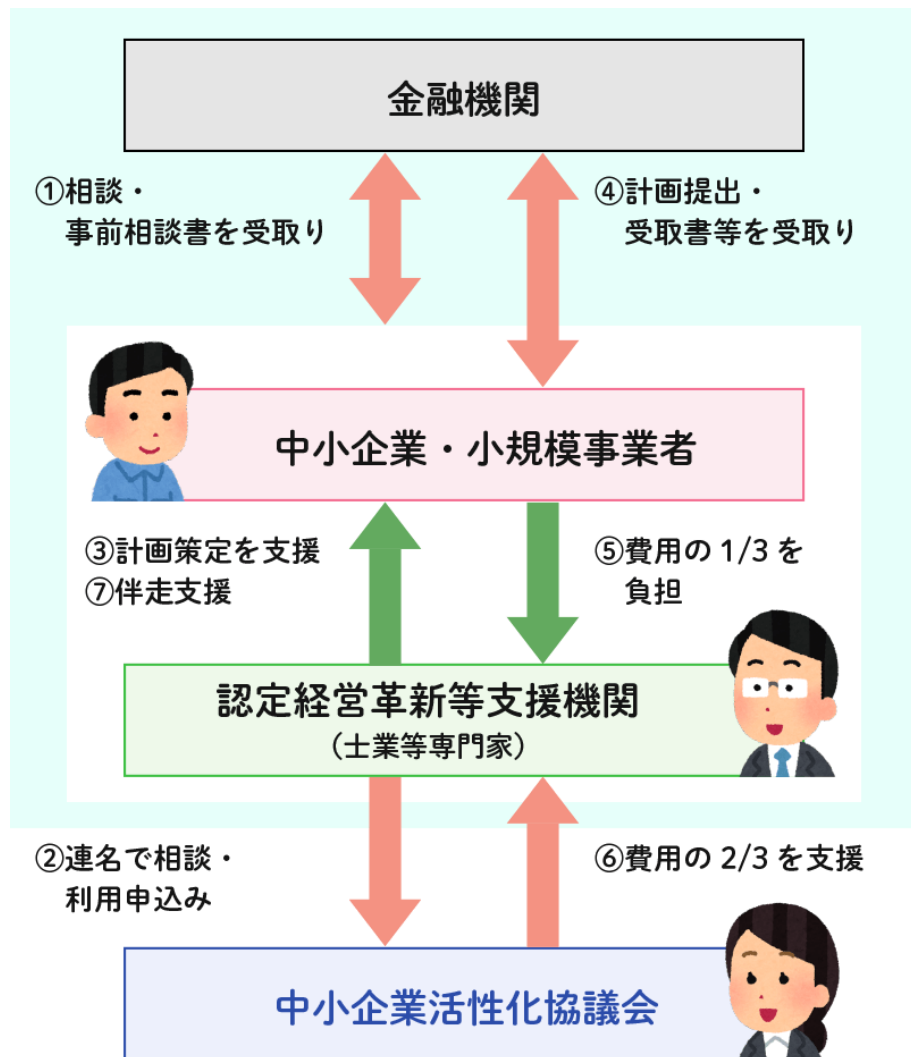 金融機関
①相談・
事前相談書を受取り
④計画提出・
受取書等を受取り
中小企業・小規模事業者
③計画策定を支援
⑦伴走支援
⑤費用の1/3を
負担
認定経営革新等支援機関
（士業等専門家）
②連名で相談・
利用申込み
⑥費用の2/3を支援
中小企業活性化協議会